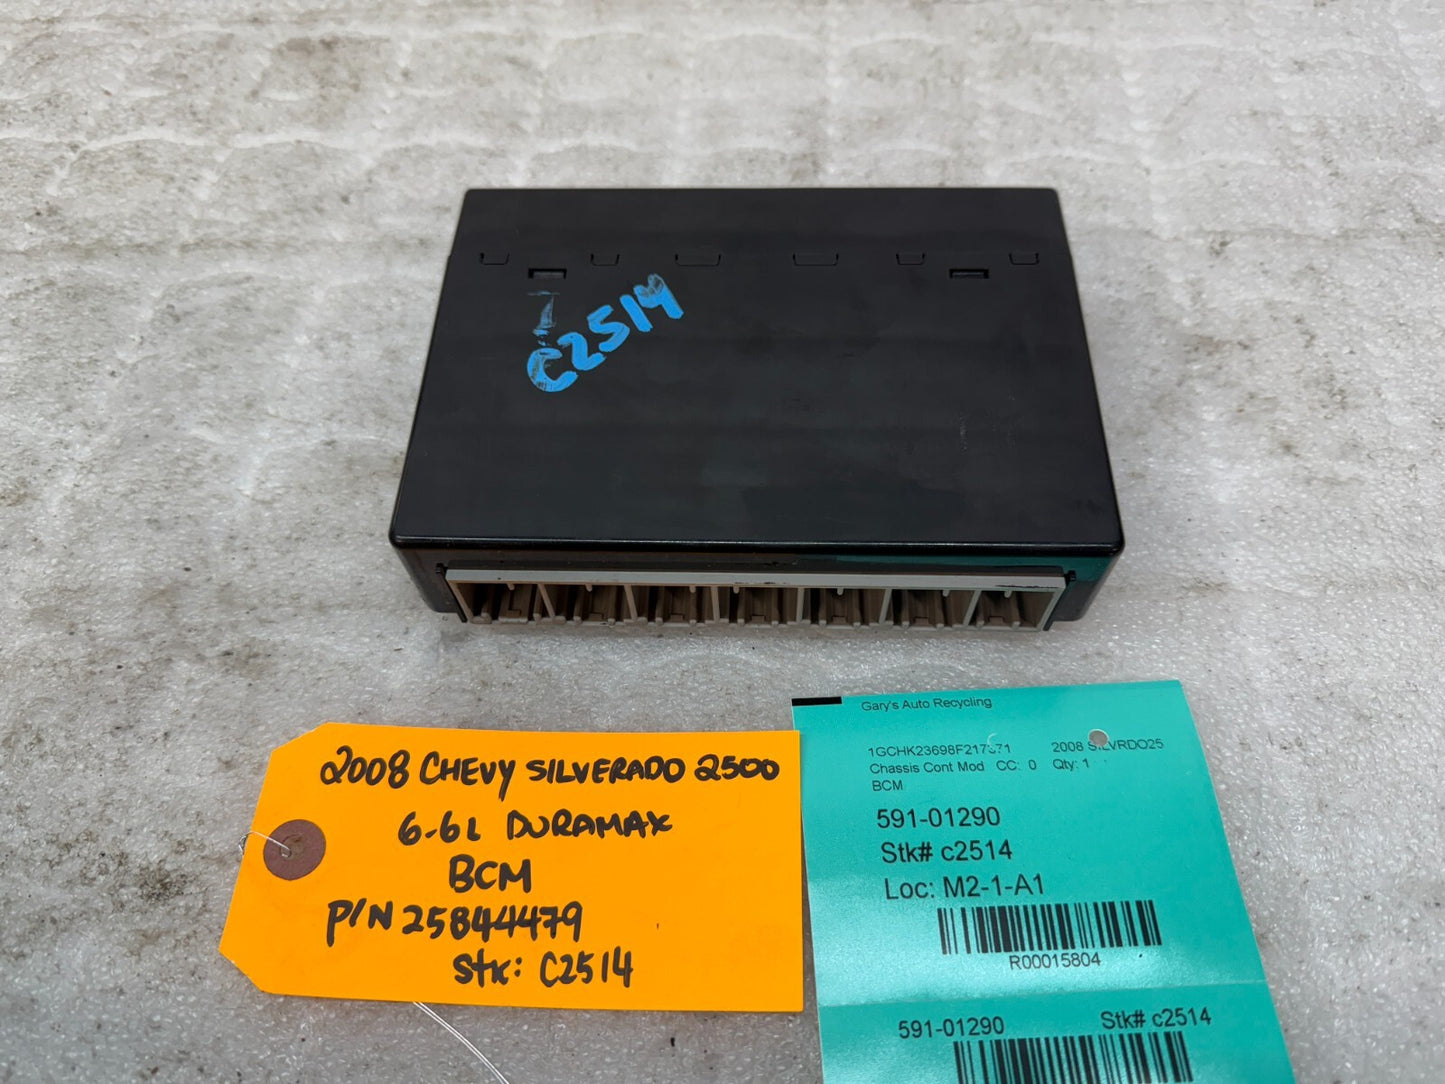 C2514
2008 CHEVY SILVERADO 2500
6.6L DURAMAX
BCM
P/N 25844479
Stk: C2514
Gary's Auto Recycling
2008
Chassis Cont Mod CC: 0 Qty: 1
BCM
591-01290
Stk# c2514
Loc: M2-1-A1
R00015804
591-01290 Stk# c2514